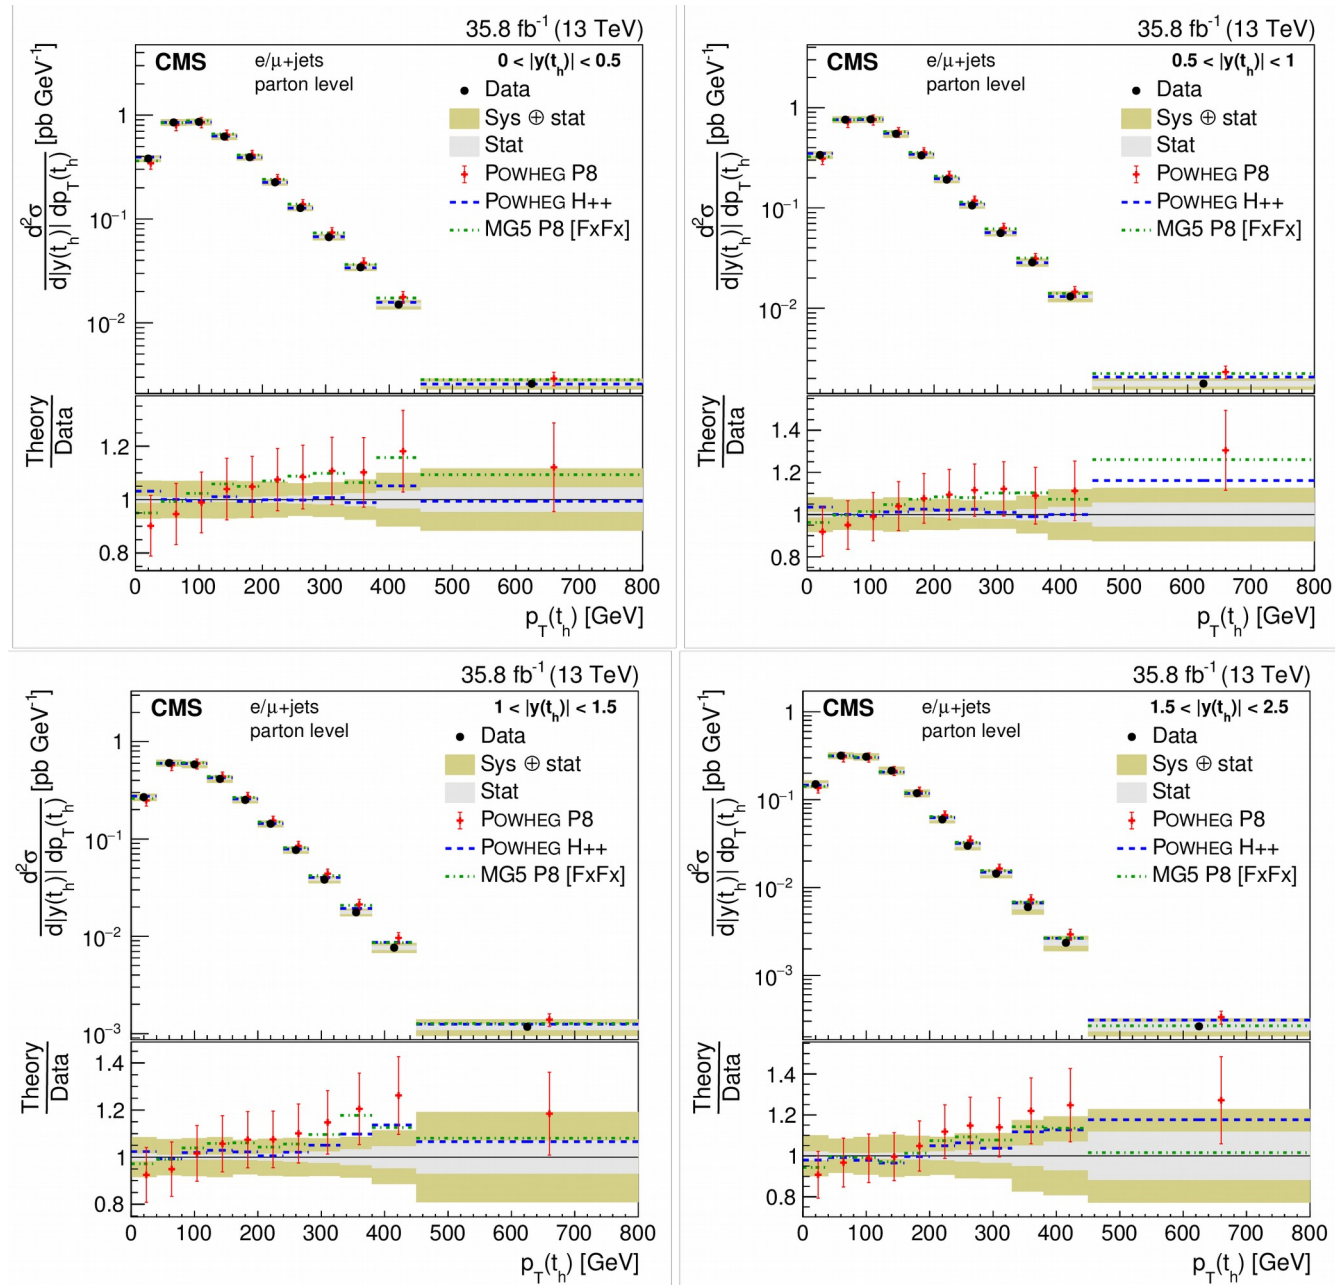 35.8 fb⁻¹ (13 TeV)
CMS
e/μ+jets
parton level
0 < |y(tₕ)| < 0.5
Data
Sys ⊕ stat
Stat
POWHEG P8
POWHEG H++
MG5 P8 [FxFx]
d²σ
d|y(tₕ)| dp_T(tₕ) [pb GeV⁻¹]
1
10⁻¹
10⁻²
Theory
Data
1.2
1
0.8
0 100 200 300 400 500 600 700 800
p_T(tₕ) [GeV]
35.8 fb⁻¹ (13 TeV)
CMS
e/μ+jets
parton level
0.5 < |y(tₕ)| < 1
Data
Sys ⊕ stat
Stat
POWHEG P8
POWHEG H++
MG5 P8 [FxFx]
d²σ
d|y(tₕ)| dp_T(tₕ) [pb GeV⁻¹]
1
10⁻¹
10⁻²
Theory
Data
1.4
1.2
1
0.8
0 100 200 300 400 500 600 700 800
p_T(tₕ) [GeV]
35.8 fb⁻¹ (13 TeV)
CMS
e/μ+jets
parton level
1 < |y(tₕ)| < 1.5
Data
Sys ⊕ stat
Stat
POWHEG P8
POWHEG H++
MG5 P8 [FxFx]
d²σ
d|y(tₕ)| dp_T(tₕ) [pb GeV⁻¹]
1
10⁻¹
10⁻²
10⁻³
Theory
Data
1.4
1.2
1
0.8
0 100 200 300 400 500 600 700 800
p_T(tₕ) [GeV]
35.8 fb⁻¹ (13 TeV)
CMS
e/μ+jets
parton level
1.5 < |y(tₕ)| < 2.5
Data
Sys ⊕ stat
Stat
POWHEG P8
POWHEG H++
MG5 P8 [FxFx]
d²σ
d|y(tₕ)| dp_T(tₕ) [pb GeV⁻¹]
1
10⁻¹
10⁻²
10⁻³
Theory
Data
1.4
1.2
1
0.8
0 100 200 300 400 500 600 700 800
p_T(tₕ) [GeV]